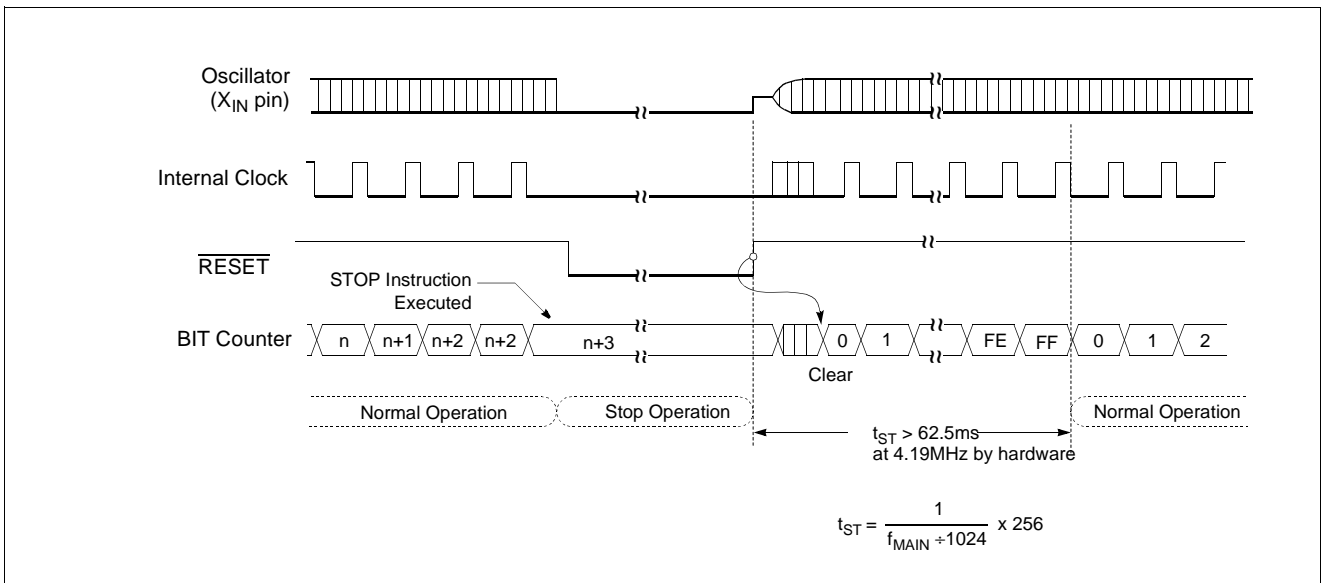 Oscillator
(XIN pin)
Internal Clock
RESET
STOP Instruction
Executed
BIT Counter
n n+1 n+2 n+2 n+3 0 1 FE FF 0 1 2
Clear
Normal Operation Stop Operation Normal Operation
tST > 62.5ms
at 4.19MHz by hardware
tST = 1 / fMAIN ÷1024 x 256